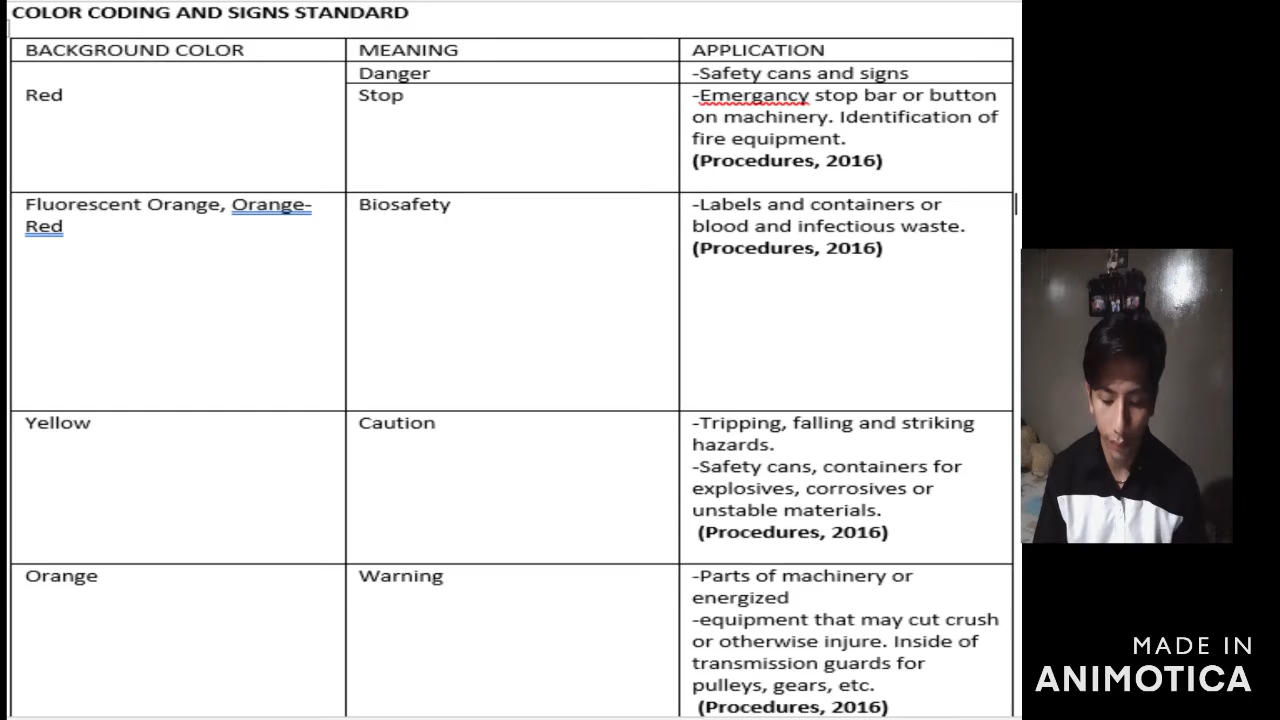 COLOR CODING AND SIGNS STANDARD
BACKGROUND COLOR
MEANING
APPLICATION
Red
Danger
-Safety cans and signs
Stop
-Emergancy stop bar or button
on machinery. Identification of
fire equipment.
(Procedures, 2016)
Fluorescent Orange, Orange-
Red
Biosafety
-Labels and containers or
blood and infectious waste.
(Procedures, 2016)
Yellow
Caution
-Tripping, falling and striking
hazards.
-Safety cans, containers for
explosives, corrosives or
unstable materials.
(Procedures, 2016)
Orange
Warning
-Parts of machinery or
energized
-equipment that may cut crush
or otherwise injure. Inside of
transmission guards for
pulleys, gears, etc.
(Procedures, 2016)
MADE IN
ANIMOTICA